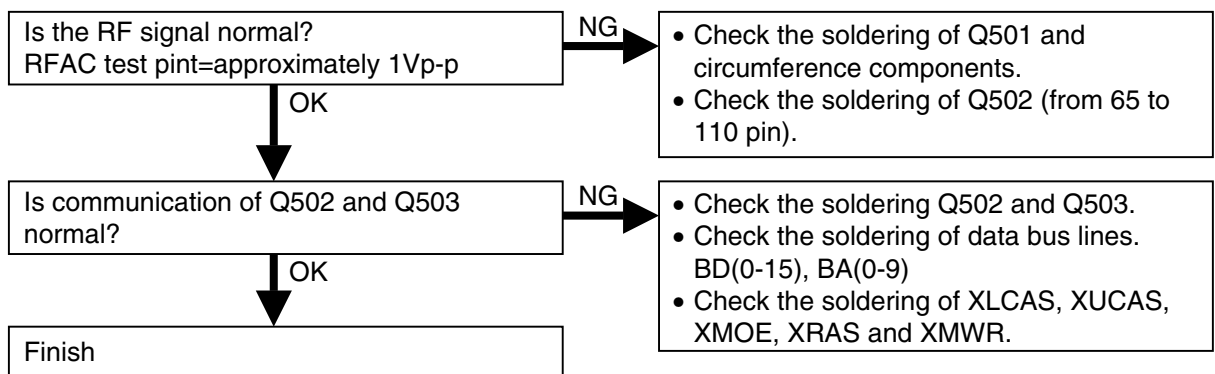 Is the RF signal normal?
RFAC test pint=approximately 1Vp-p
NG
• Check the soldering of Q501 and
circumference components.
• Check the soldering of Q502 (from 65 to
110 pin).
OK
Is communication of Q502 and Q503
normal?
NG
• Check the soldering Q502 and Q503.
• Check the soldering of data bus lines.
BD(0-15), BA(0-9)
• Check the soldering of XLCAS, XUCAS,
XMOE, XRAS and XMWR.
OK
Finish